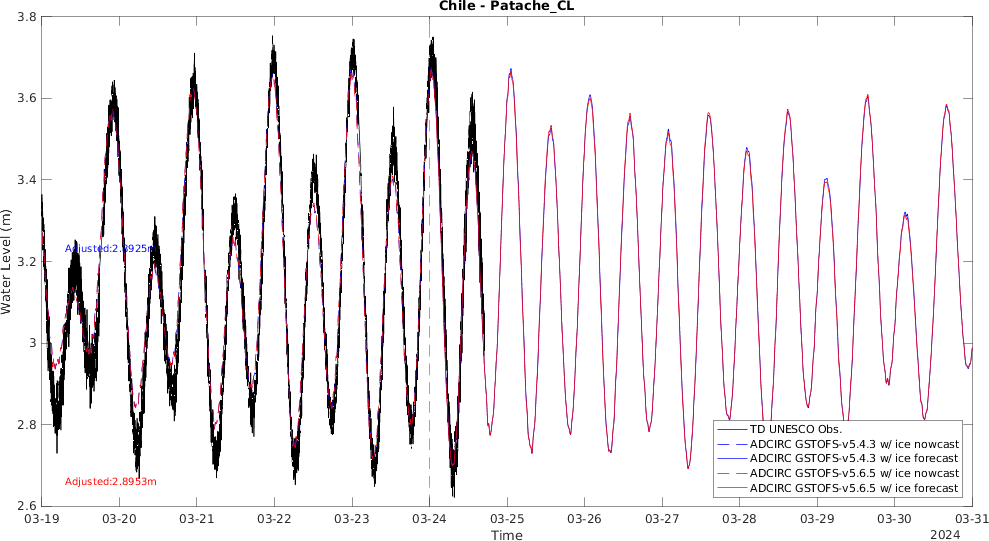 Chile - Patache_CL
3.8
3.6
3.4
3.2
3
2.8
2.6
Water Level (m)
Adjusted:2.8925m
Adjusted:2.8953m
TD UNESCO Obs.
ADCIRC GSTOFS-v5.4.3 w/ ice nowcast
ADCIRC GSTOFS-v5.4.3 w/ ice forecast
ADCIRC GSTOFS-v5.6.5 w/ ice nowcast
ADCIRC GSTOFS-v5.6.5 w/ ice forecast
03-19 03-20 03-21 03-22 03-23 03-24 03-25 03-26 03-27 03-28 03-29 03-30 03-31
Time
2024